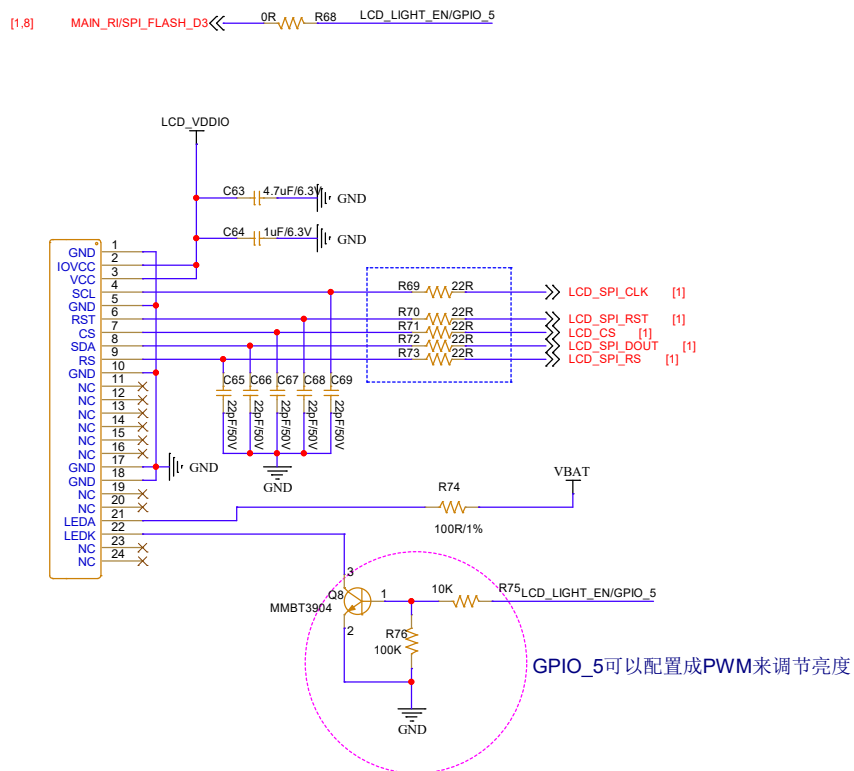 [1,8] MAIN_RI/SPI_FLASH_D3 0R R68 LCD_LIGHT_EN/GPIO_5
LCD_VDDIO
C63 4.7uF/6.3V GND
C64 1uF/6.3V GND
GND 1
IOVCC 2
VCC 3
SCL 4 R69 22R LCD_SPI_CLK [1]
GND 5
RST 6 R70 22R LCD_SPI_RST [1]
CS 7 R71 22R LCD_CS [1]
SDA 8 R72 22R LCD_SPI_DOUT [1]
RS 9 R73 22R LCD_SPI_RS [1]
GND 10
C65 C66 C67 C68 C69
22pF/50V 22pF/50V 22pF/50V 22pF/50V 22pF/50V
GND
NC 11
NC 12
NC 13
NC 14
NC 15
NC 16
GND 17 GND
GND 18
NC 19
NC 20
LEDA 21 R74 VBAT
100R/1%
LEDK 22
NC 23
NC 24
3
Q8 1 10K R75 LCD_LIGHT_EN/GPIO_5
MMBT3904
2 R76
100K
GND
GPIO_5可以配置成PWM来调节亮度